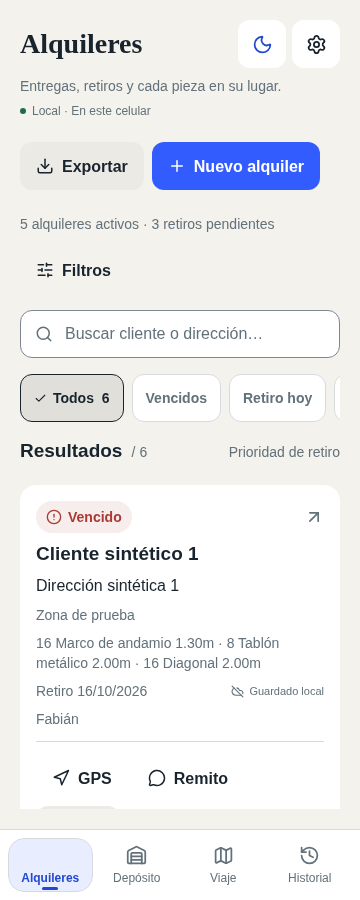 Alquileres
Entregas, retiros y cada pieza en su lugar.
Local · En este celular
Exportar
Nuevo alquiler
5 alquileres activos · 3 retiros pendientes
Filtros
Buscar cliente o dirección…
Todos 6
Vencidos
Retiro hoy
Resultados / 6
Prioridad de retiro
Vencido
Cliente sintético 1
Dirección sintética 1
Zona de prueba
16 Marco de andamio 1.30m · 8 Tablón
metálico 2.00m · 16 Diagonal 2.00m
Retiro 16/10/2026
Guardado local
Fabián
GPS
Remito
Alquileres
Depósito
Viaje
Historial